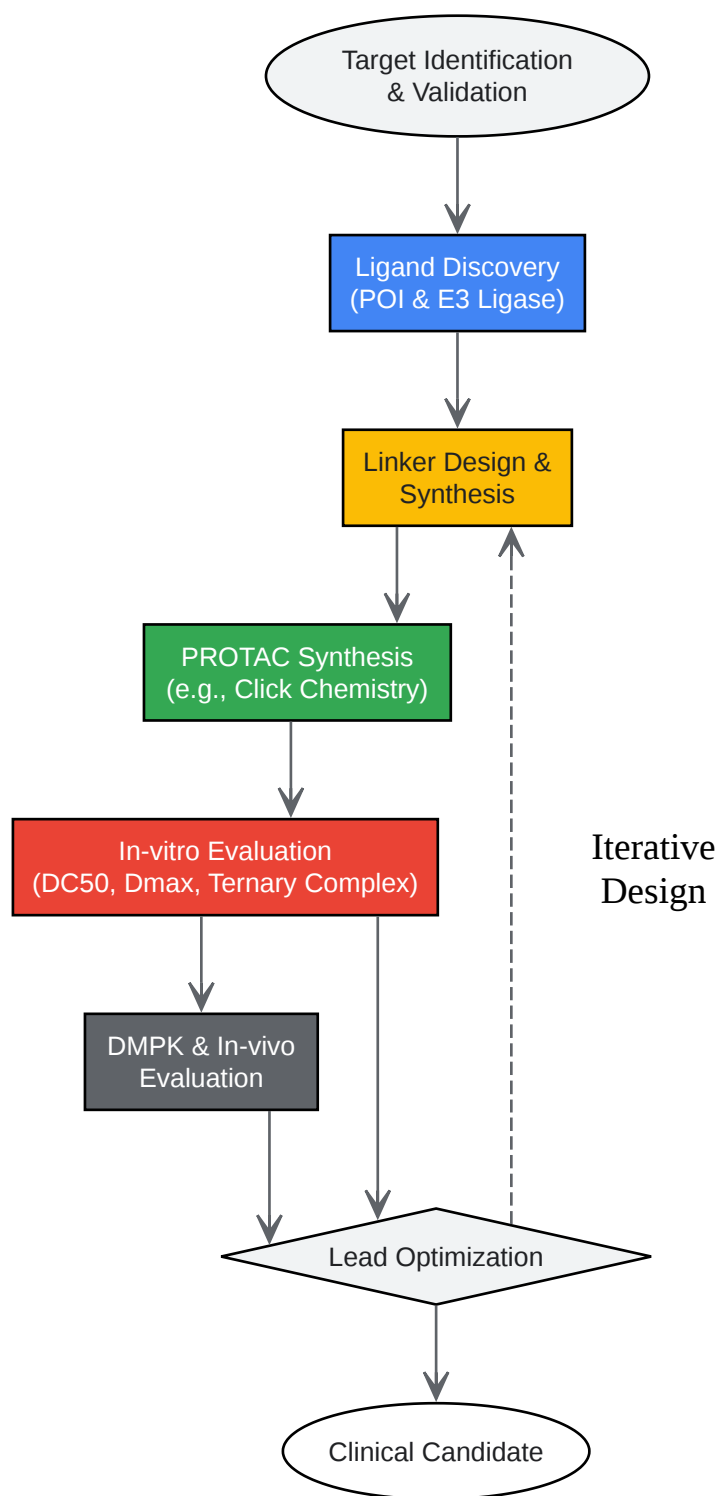 Target Identification
& Validation
Ligand Discovery
(POI & E3 Ligase)
Linker Design &
Synthesis
PROTAC Synthesis
(e.g., Click Chemistry)
In-vitro Evaluation
(DC50, Dmax, Ternary Complex)
Iterative
Design
DMPK & In-vivo
Evaluation
Lead Optimization
Clinical Candidate